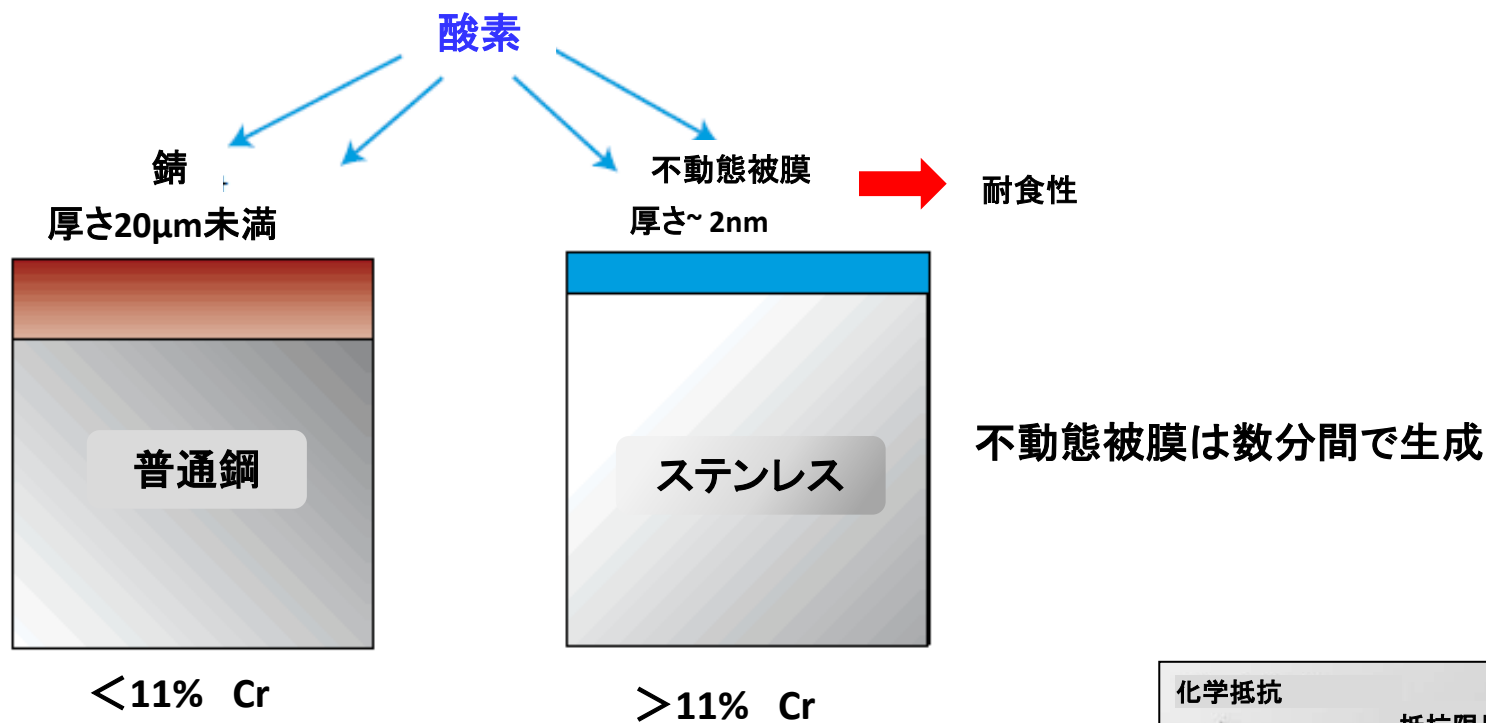 酸素
錆
厚さ20μm未満
不動態被膜
厚さ~ 2nm
耐食性
普通鋼
ステンレス
不動態被膜は数分間で生成
＜11% Cr
＞11% Cr
化学抵抗